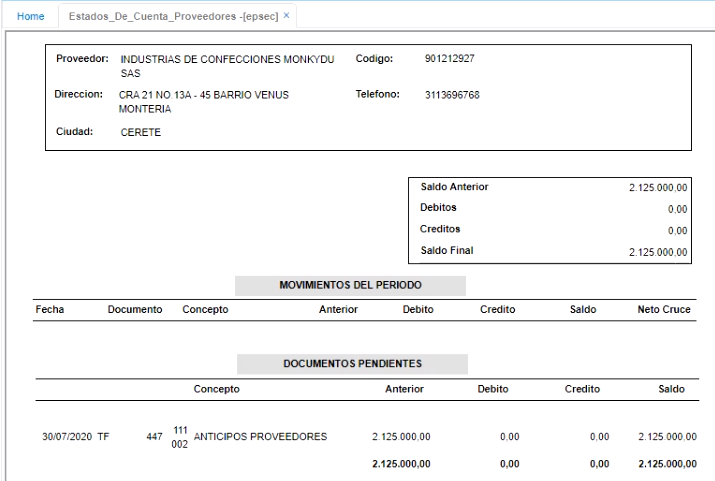 Home Estados_De_Cuenta_Proveedores -[epsec] ×
Proveedor: INDUSTRIAS DE CONFECCIONES MONKYDU SAS Codigo: 901212927
Direccion: CRA 21 NO 13A - 45 BARRIO VENUS MONTERIA Telefono: 3113696768
Ciudad: CERETE
Saldo Anterior 2.125.000,00
Debitos 0,00
Creditos 0,00
Saldo Final 2.125.000,00
MOVIMIENTOS DEL PERIODO
Fecha Documento Concepto Anterior Debito Credito Saldo Neto Cruce
DOCUMENTOS PENDIENTES
Concepto Anterior Debito Credito Saldo
30/07/2020 TF 447 111 002 ANTICIPOS PROVEEDORES 2.125.000,00 0,00 0,00 2.125.000,00
2.125.000,00 0,00 0,00 2.125.000,00